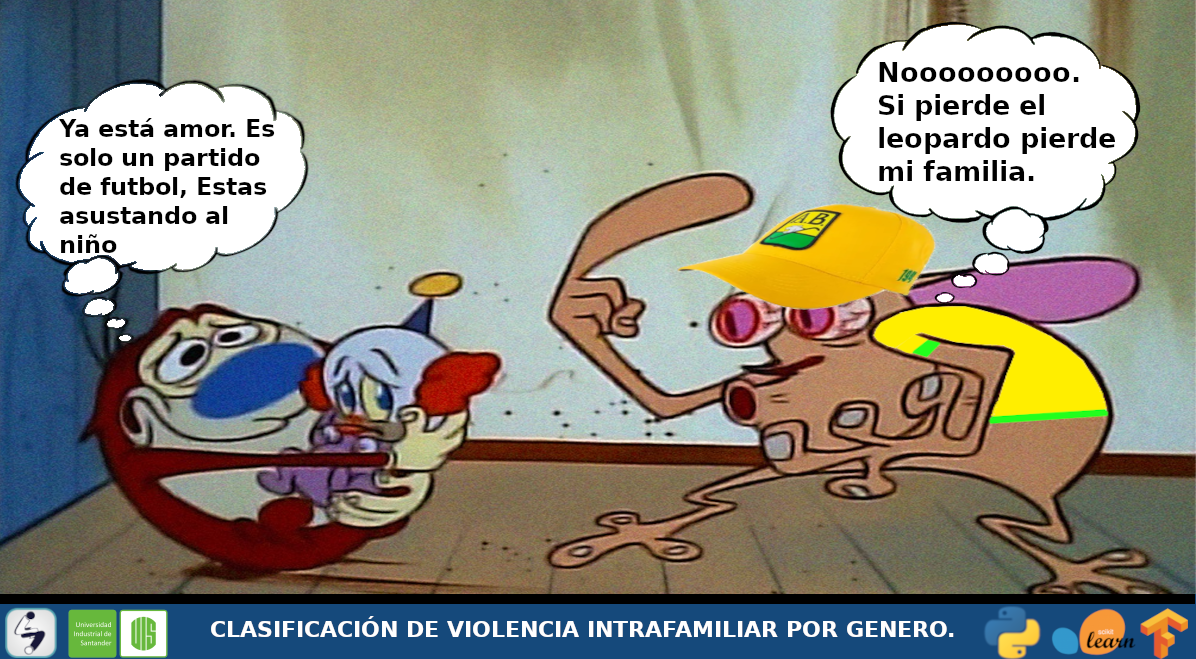 Ya está amor. Es
solo un partido
de futbol, Estas
asustando al
niño
Nooooooooo.
Si pierde el
leopardo pierde
mi familia.
A.B.
Universidad
Industrial de
Santander
UIS
CLASIFICACIÓN DE VIOLENCIA INTRAFAMILIAR POR GENERO.
scikit
learn